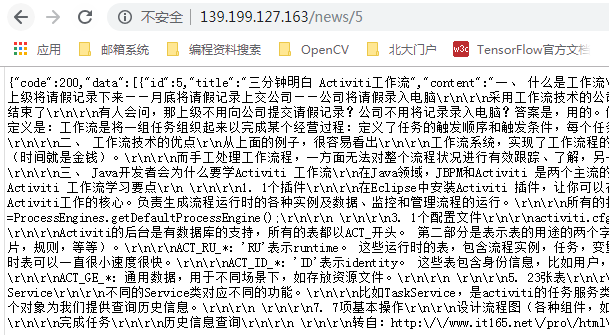 不安全 139.199.127.163/news/5
应用 邮箱系统 编程资料搜索 OpenCV 北大门户 w3c TensorFlow官方文档
{"code":200,"data":[{"id":5,"title":"三分钟明白 Activiti工作流","content":"一、 什么是工作流
上级将请假记录下来——月底将请假记录上交公司——公司将请假录入电脑\r\n\r\n采用工作流技术的公
结束了\r\n\r\n有人会问，那上级不用向公司提交请假记录？公司不用将记录录入电脑？答案是，用的。
定义是：工作流是将一组任务组织起来以完成某个经营过程：定义了任务的触发顺序和触发条件，每个任
\r\n\r\n二、 工作流技术的优点\r\n从上面的例子，很容易看出\r\n\r\n工作流系统，实现了工作流程的
（时间就是金钱）。\r\n\r\n而手工处理工作流程，一方面无法对整个流程状况进行有效跟踪、了解，另
\r\n\r\n三、 Java开发者会为什么要学Activiti 工作流\r\n在Java领域，JBPM和Activiti 是两个主流的
Activiti 工作流学习要点\r\n \r\n\r\n1. 1个插件\r\n\r\n在Eclipse中安装Activiti 插件，让你可以
Activiti工作的核心。负责生成流程运行时的各种实例及数据、监控和管理流程的运行。\r\n\r\n所有的
=ProcessEngines.getDefaultProcessEngine();\r\n\r\n \r\n\r\n3. 1个配置文件\r\n\r\nactiviti.cfg
\r\n\r\nActiviti的后台是有数据库的支持，所有的表都以ACT_开头。 第二部分是表示表的用途的两个字
片，规则，等等）。\r\n\r\nACT_RU_*: 'RU'表示runtime。 这些运行时的表，包含流程实例，任务，变
时表可以一直很小速度很快。\r\n\r\nACT_ID_*: 'ID'表示identity。 这些表包含身份信息，比如用户，
\r\n\r\nACT_GE_*: 通用数据，用于不同场景下，如存放资源文件。\r\n\r\n \r\n\r\n5. 23张表\r\n\r
Service\r\n\r\n不同的Service类对应不同的功能。\r\n\r\n比如TaskService，是activiti的任务服务类
个对象为我们提供查询历史信息。\r\n\r\n \r\n\r\n7. 7项基本操作\r\n\r\n设计流程图（各种组件，如
\r\n\r\n完成任务\r\n\r\n历史信息查询\r\n\r\n \r\n\r\n转自：http:\/\/www.it165.net\/pro\/htm